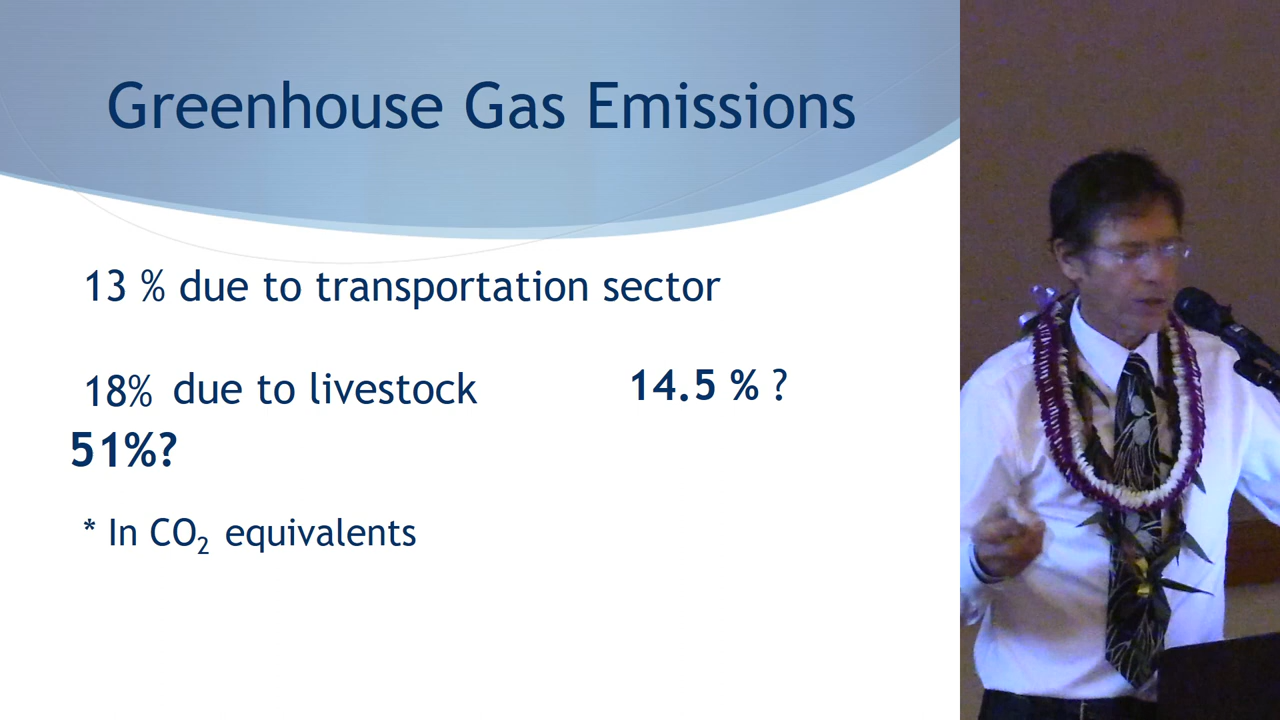 Greenhouse Gas Emissions
13 % due to transportation sector
18% due to livestock 14.5 % ?
51%?
* In CO₂ equivalents